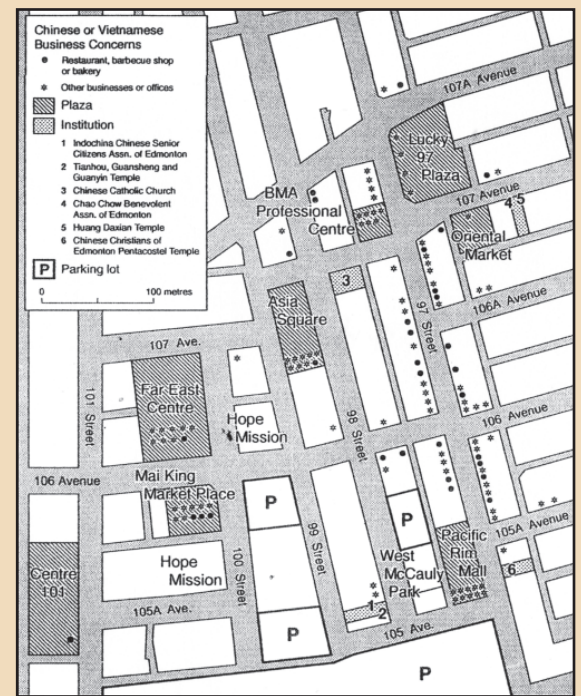 Chinese or Vietnamese
Business Concerns
Restaurant, barbecue shop
or bakery
Other businesses or offices
Plaza
Institution
1 Indochina Chinese Senior
Citizens Assn. of Edmonton
2 Tianhou, Guansheng and
Guanyin Temple
3 Chinese Catholic Church
4 Chao Chow Benevolent
Assn. of Edmonton
5 Huang Daxian Temple
6 Chinese Christians of
Edmonton Pentacostel Temple
P Parking lot
0 100 metres
107A Avenue
Lucky
97
Plaza
107 Avenue
BMA
Professional
Centre
4 5
Oriental
Market
3
106A Avenue
Asia
Square
97 Street
107 Ave.
Far East
Centre
101 Street
Hope
Mission
98 Street
106 Avenue
106 Avenue
Mai King
Market Place
P
P
99 Street
105A Avenue
Pacific
Rim
Mall
Hope
Mission
100 Street
West
McCauly
Park
Centre
101
6
1
2
105A Ave.
105 Ave.
P
P